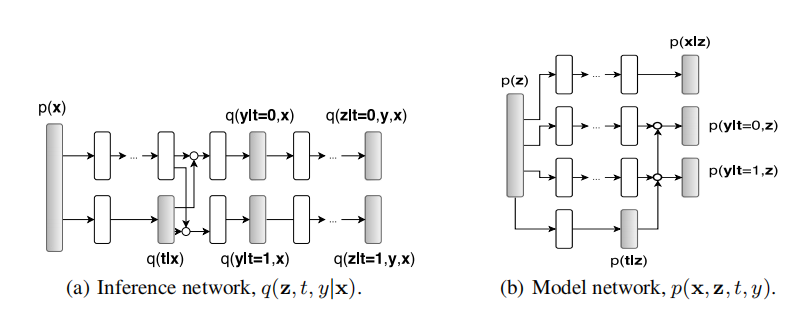 p(x)
q(y|t=0,x)
q(z|t=0,y,x)
...
...
...
q(t|x)
q(y|t=1,x)
q(z|t=1,y,x)
(a) Inference network, q(z, t, y|x).
p(x|z)
p(z)
...
...
p(y|t=0,z)
...
p(y|t=1,z)
p(t|z)
(b) Model network, p(x, z, t, y).